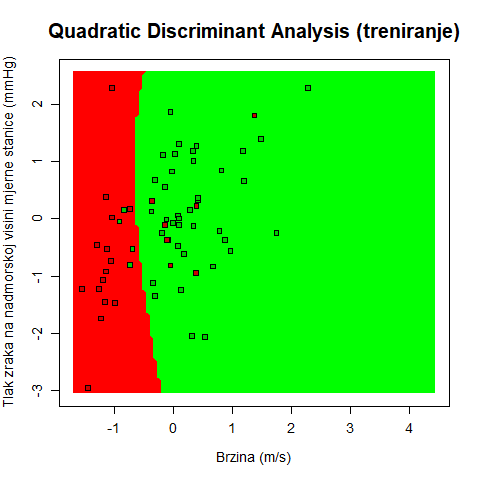 Quadratic Discriminant Analysis (treniranje)
Tlak zraka na nadmorskoj visini mjerne stanice (mmHg)
2
1
0
-1
-2
-3
-1 0 1 2 3 4
Brzina (m/s)